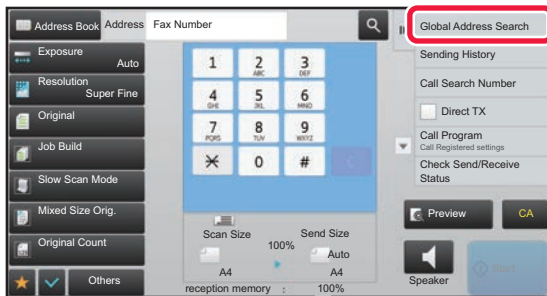 Address Book
Address
Fax Number
Global Address Search
Exposure
Auto
Sending History
Resolution
Super Fine
Call Search Number
Original
Direct TX
Job Build
Call Program
Call Registered settings
Slow Scan Mode
Check Send/Receive
Status
Mixed Size Orig.
Original Count
Others
1
2
ABC
3
DEF
4
GHI
5
JKL
6
MNO
7
PQRS
8
TUV
9
WXYZ
0
#
C
Scan Size
100%
Send Size
Auto
A4
A4
reception memory : 100%
Preview
CA
Speaker
Start